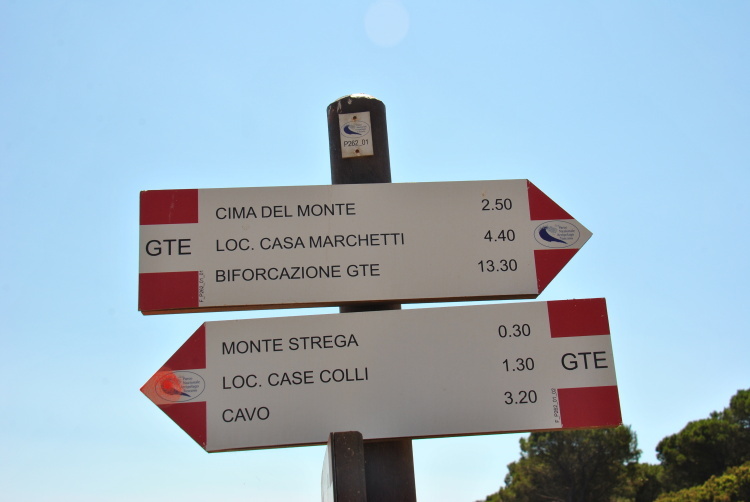 P262_01
GTE
CIMA DEL MONTE 2.50
LOC. CASA MARCHETTI 4.40
BIFORCAZIONE GTE 13.30
MONTE STREGA 0.30
LOC. CASE COLLI 1.30
CAVO 3.20
GTE